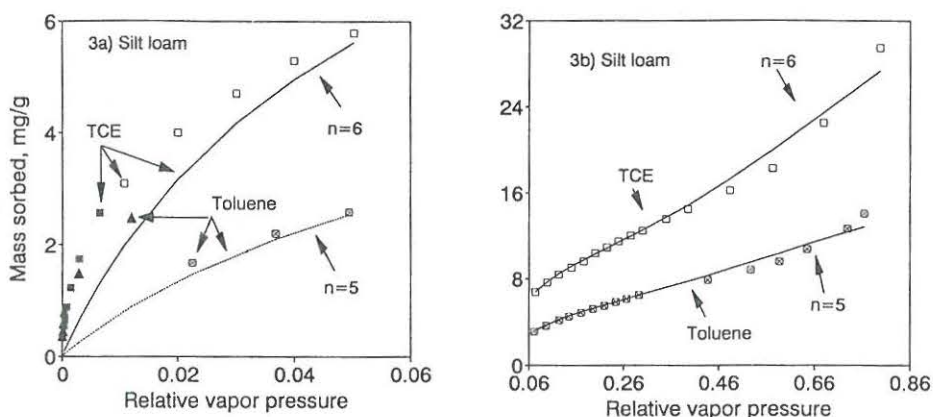 3a) Silt loam
Mass sorbed, mg/g
6
4
2
0
TCE
n=6
Toluene
n=5
0
0.02
0.04
0.06
Relative vapor pressure
3b) Silt loam
32
24
16
8
0
n=6
TCE
n=5
Toluene
0.06
0.26
0.46
0.66
0.86
Relative vapor pressure